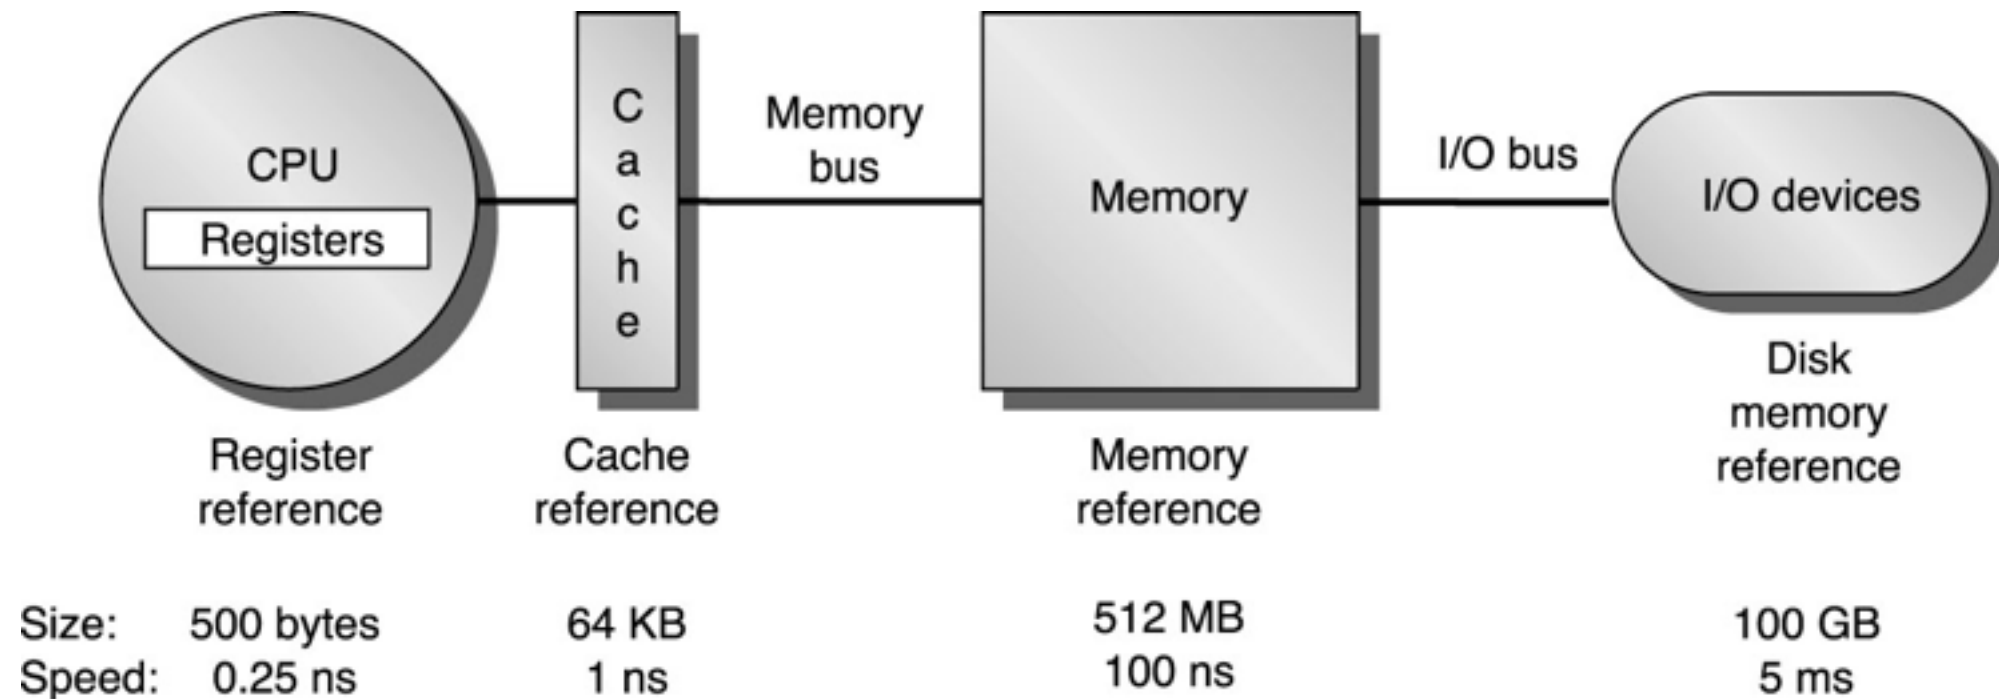 CPU
Registers
C
a
c
h
e
Memory
bus
Memory
I/O bus
I/O devices
Register
reference
Cache
reference
Memory
reference
Disk
memory
reference
Size: 500 bytes 64 KB 512 MB 100 GB
Speed: 0.25 ns 1 ns 100 ns 5 ms